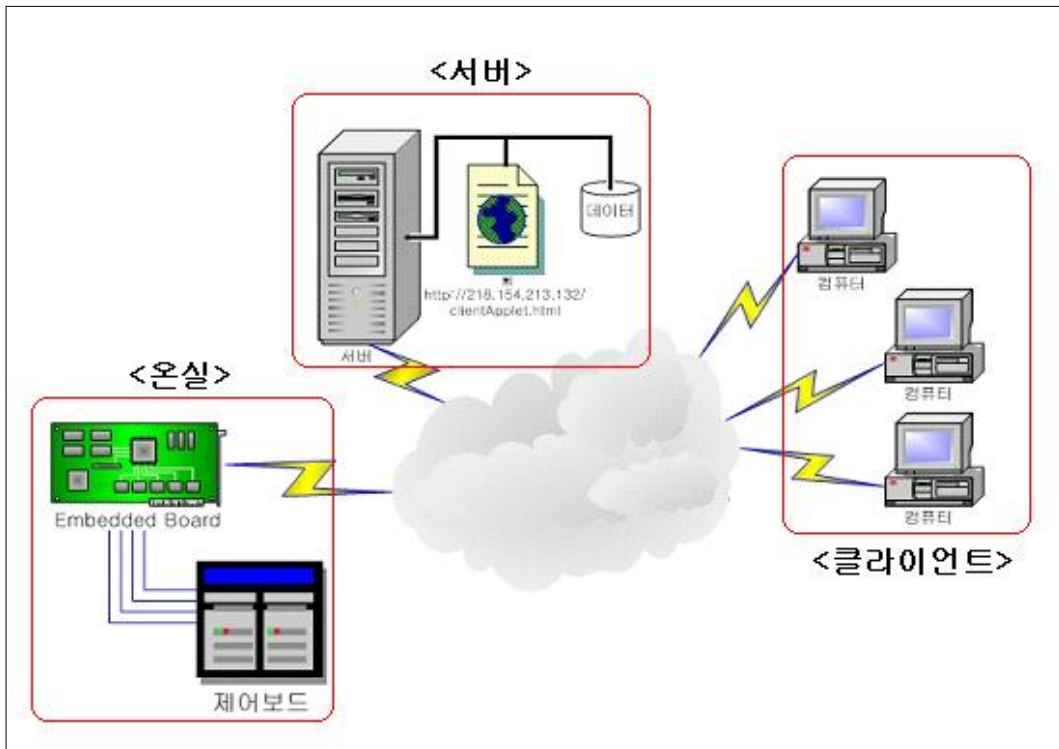 <서버>
데이터
웹
http://218.154.213.132/
clientApplet.html
서버
컴퓨터
컴퓨터
컴퓨터
<클라이언트>
<온실>
Embedded Board
제어보드